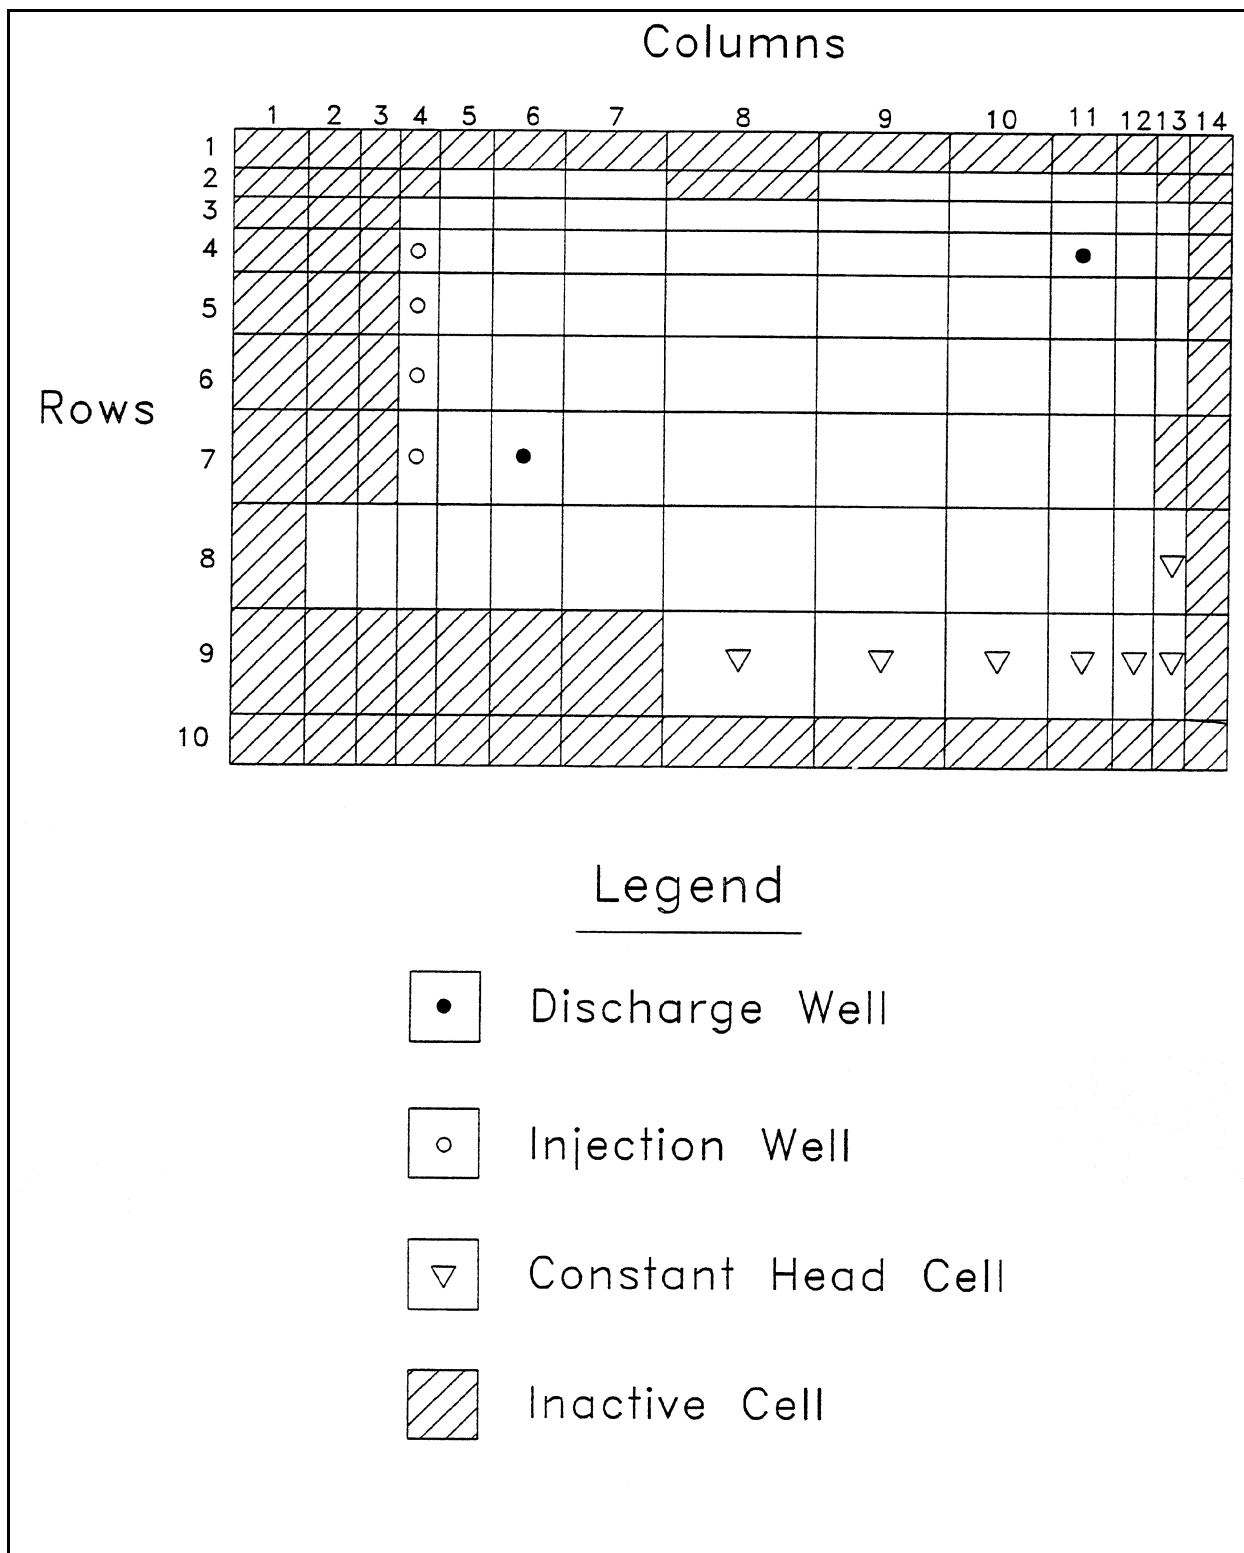 Columns
1 2 3 4 5 6 7 8 9 10 11 12 13 14
1
2
3
4
5
6
Rows
7
8
9
10
Legend
Discharge Well
Injection Well
Constant Head Cell
Inactive Cell